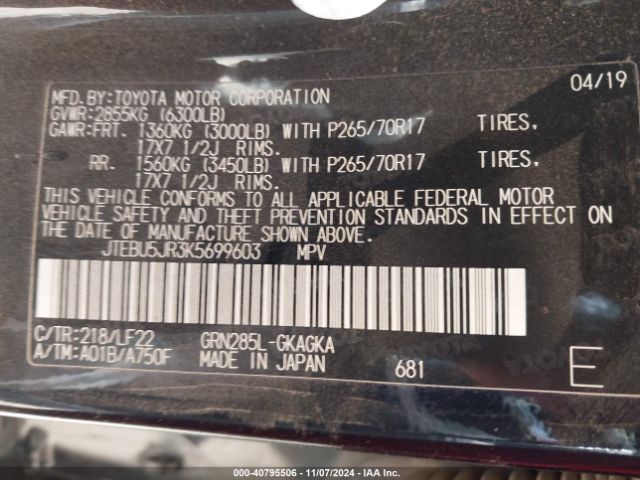 04/19
MFD.BY:TOYOTA MOTOR CORPORATION
GVWR:2855KG (6300LB)
GAWR:FRT. 1360KG (3000LB) WITH P265/70R17 TIRES,
17X7 1/2J RIMS.
RR. 1560KG (3450LB) WITH P265/70R17 TIRES,
17X7 1/2J RIMS.
THIS VEHICLE CONFORMS TO ALL APPLICABLE FEDERAL MOTOR
VEHICLE SAFETY AND THEFT PREVENTION STANDARDS IN EFFECT ON
THE DATE OF MANUFACTURE SHOWN ABOVE.
JTEBU5JR3K5699603 MPV
C/TR:218/LF22 GRN285L-GKAGKA
A/TM:A01B/A750F MADE IN JAPAN 681 E
000-40795506 | 11/07/2024 | IAA Inc.